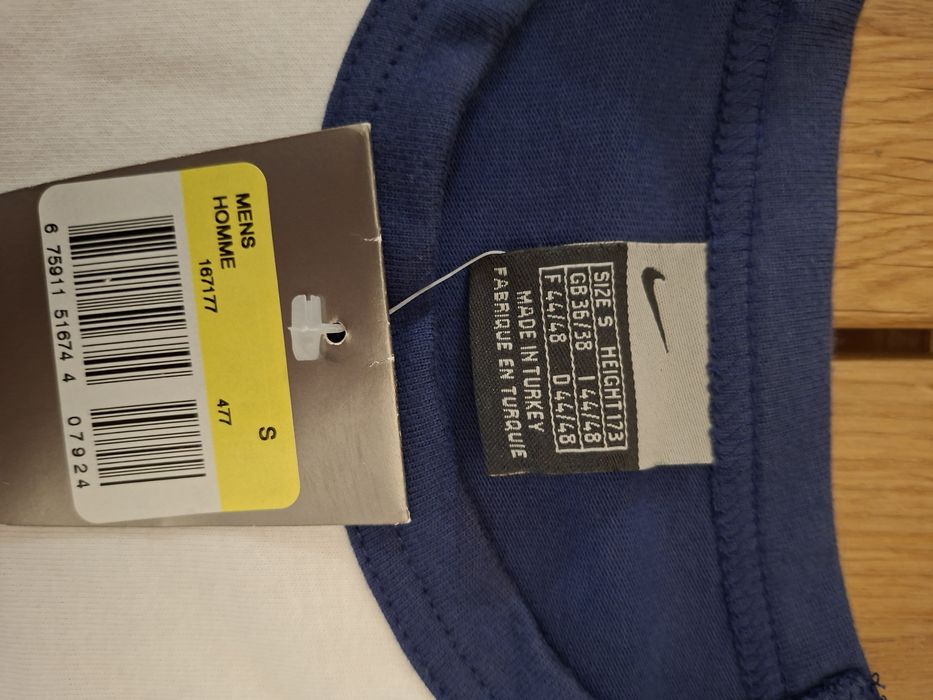 MENS
HOMME
167177
477
S
6 75911 51674 4
07924
SIZE S HEIGHT 173
GB 36/38 I 44/48
F 44/48 D 44/48
MADE IN TURKEY
FABRIQUE EN TURQUIE